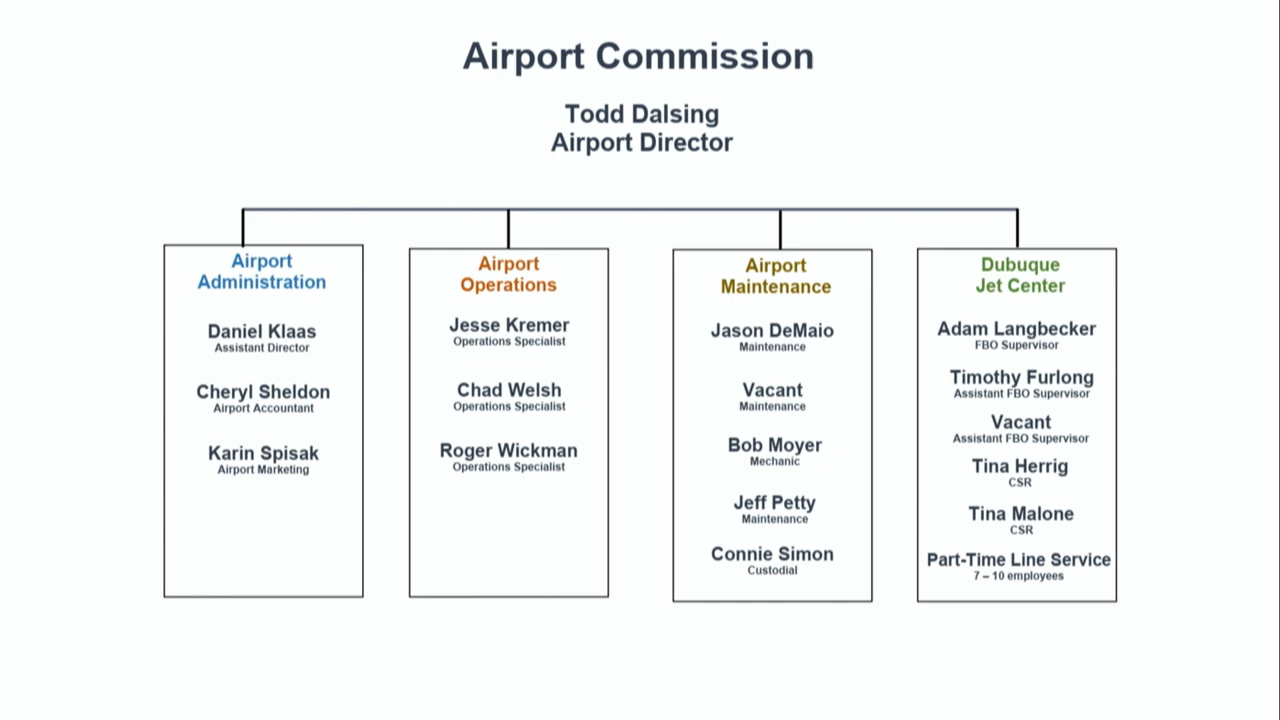 Airport Commission
Todd Dalsing
Airport Director
Airport
Administration
Daniel Klaas
Assistant Director
Cheryl Sheldon
Airport Accountant
Karin Spisak
Airport Marketing
Airport
Operations
Jesse Kremer
Operations Specialist
Chad Welsh
Operations Specialist
Roger Wickman
Operations Specialist
Airport
Maintenance
Jason DeMaio
Maintenance
Vacant
Maintenance
Bob Moyer
Mechanic
Jeff Petty
Maintenance
Connie Simon
Custodial
Dubuque
Jet Center
Adam Langbecker
FBO Supervisor
Timothy Furlong
Assistant FBO Supervisor
Vacant
Assistant FBO Supervisor
Tina Herrig
CSR
Tina Malone
CSR
Part-Time Line Service
7 – 10 employees